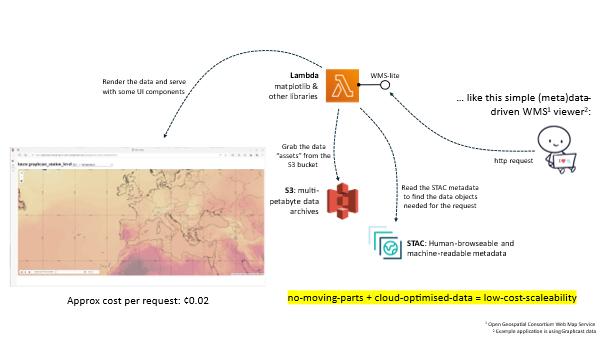 Render the data and serve
with some UI components
Lambda
matplotlib &
other libraries
WMS-lite
… like this simple (meta)data-
driven WMS¹ viewer²:
http request
Grab the data
"assets" from the
S3 bucket
S3: multi-
petabyte data
archives
Read the STAC metadata
to find the data objects
needed for the request
STAC: Human-browseable and
machine-readable metadata
Approx cost per request: ¢0.02
no-moving-parts + cloud-optimised-data = low-cost-scaleability
¹ Open Geospatial Consortium Web Map Service
² Example application is using Graphcast data